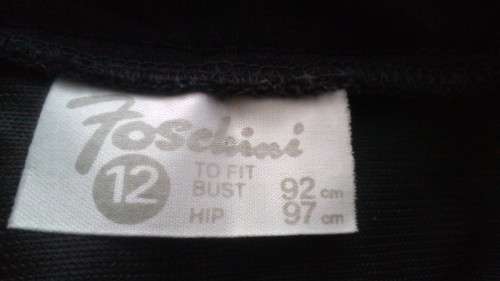 Foschini
12
TO FIT
BUST 92 cm
HIP 97 cm